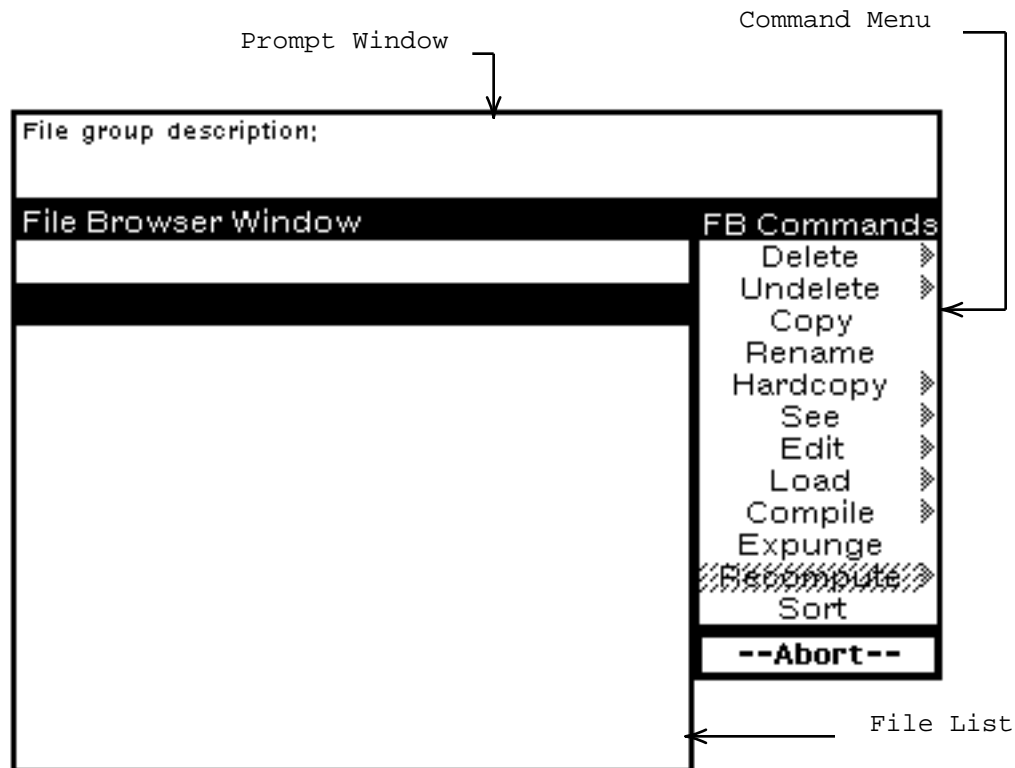 Command Menu
Prompt Window
File group description:
File Browser Window
FB Commands
Delete
Undelete
Copy
Rename
Hardcopy
See
Edit
Load
Compile
Expunge
Recompute
Sort
--Abort--
File List